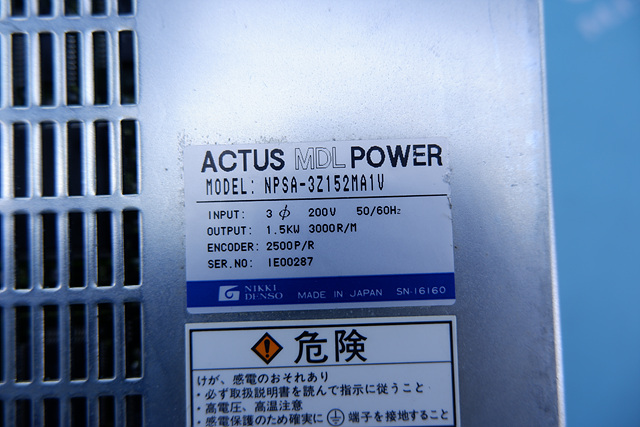 ACTUS MDL POWER
MODEL: NPSA-3Z152MA1V
INPUT: 3 ϕ 200V 50/60Hz
OUTPUT: 1.5KW 3000R/M
ENCODER: 2500P/R
SER.NO: IE00287
NIKKI DENSO MADE IN JAPAN SN-16160
危険
けが、感電のおそれあり
・必ず取扱説明書を読んで指示に従うこと
・高電圧、高温注意
・感電保護のため確実に端子を接地すること